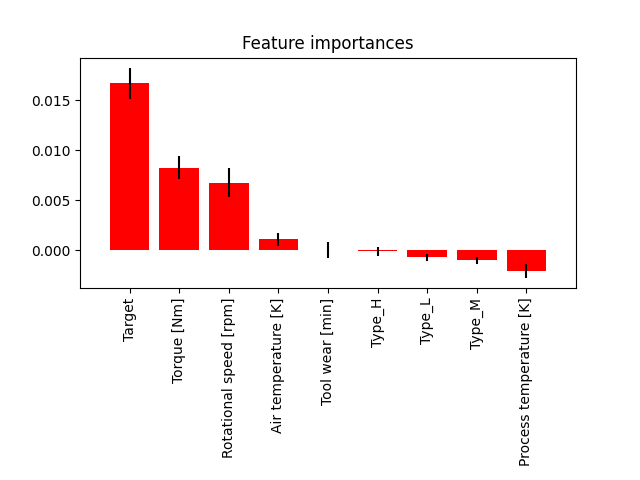 Feature importances
0.015
0.010
0.005
0.000
Target
Torque [Nm]
Rotational speed [rpm]
Air temperature [K]
Tool wear [min]
Type_H
Type_L
Type_M
Process temperature [K]